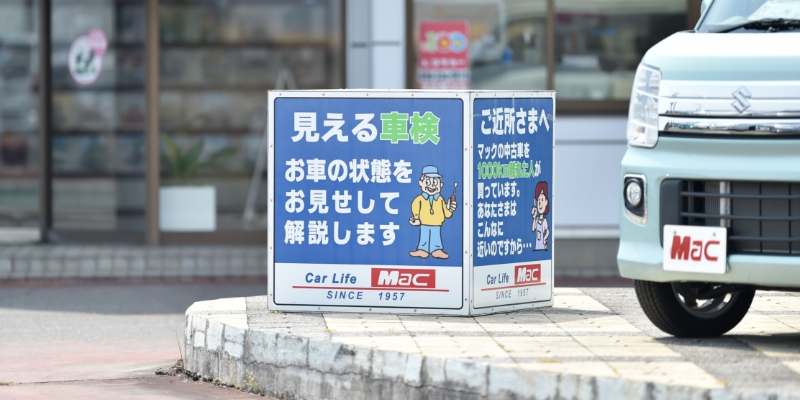 見える車検
お車の状態を
お見せして
解説します
Car Life Mac
SINCE 1957
ご近所さまへ
マックの中古車を
1000km離れた人が
買っています。
あなたさまは
こんなに
近いのですから…
Car Life Mac
SINCE 1957
Mac